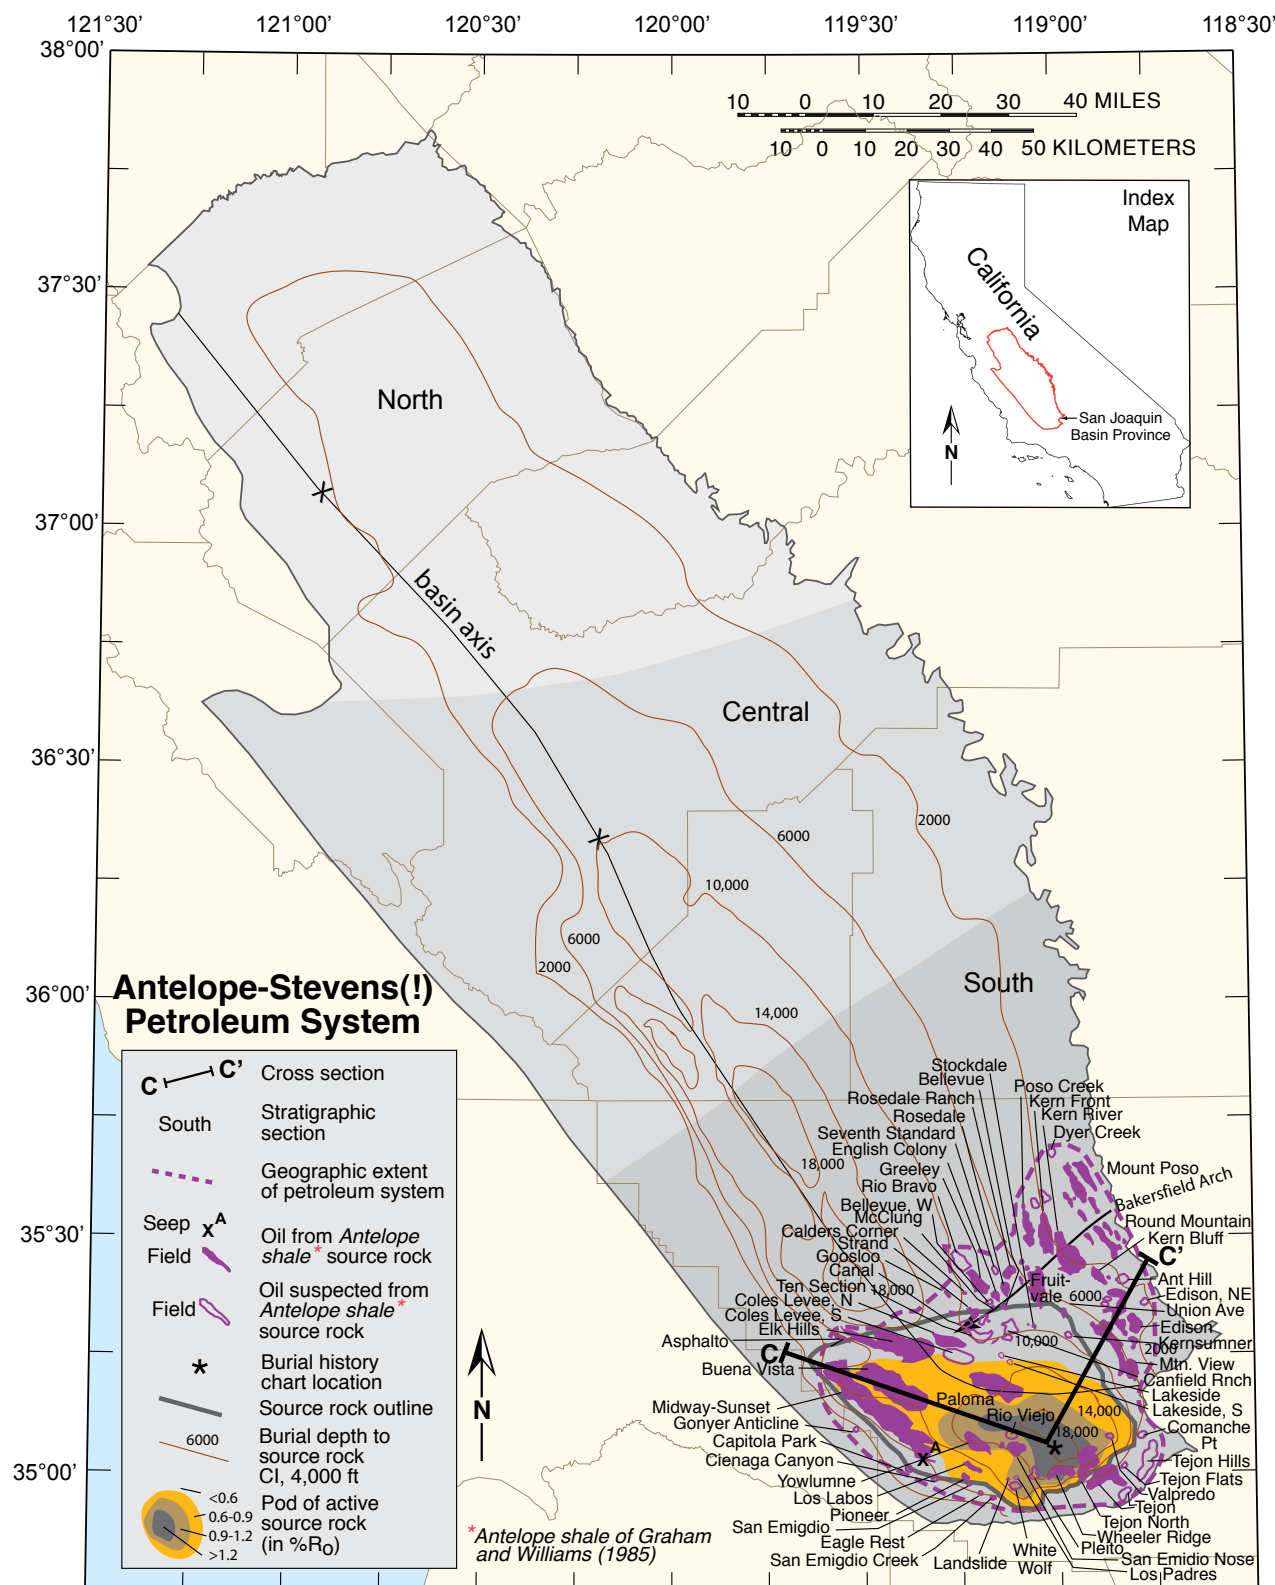 121°30'
121°00'
120°30'
120°00'
119°30'
119°00'
118°30'
38°00'
37°30'
37°00'
36°30'
36°00'
35°30'
35°00'
10 0 10 20 30 40 MILES
10 0 10 20 30 40 50 KILOMETERS
Index
Map
California
San Joaquin
Basin Province
N
North
basin axis
Central
2000
6000
10,000
6000
2000
South
14,000
18,000
Stockdale
Bellevue
Rosedale Ranch
Rosedale
Seventh Standard
English Colony
Greeley
Rio Bravo
Bellevue, W
McClung
Calders Corner
Strand
Goosloo
Canal
Ten Section
18,000
Coles Levee, N
Coles Levee, S
Elk Hills
Asphalto
Buena Vista
Midway-Sunset
Gonyer Anticline
Capitola Park
Cienaga Canyon
Yowlumne
Los Labos
Pioneer
San Emigdio
Eagle Rest
San Emigdio Creek
Landslide
White
Wolf
Poso Creek
Kern Front
Kern River
Dyer Creek
Mount Poso
Bakersfield Arch
Round Mountain
Kern Bluff
C'
Ant Hill
Edison, NE
Union Ave
Edison
Kernsumner
2000
Mtn. View
Canfield Rnch
Lakeside
Lakeside, S
Comanche
Pt
Tejon Hills
Tejon Flats
Valpredo
Tejon
Tejon North
Wheeler Ridge
Pleito
San Emidio Nose
Los Padres
Fruit-
vale
6000
10,000
C
Paloma
Rio Viejo
14,000
18,000
*
x A
Antelope-Stevens(!)
Petroleum System
C C' Cross section
South Stratigraphic
section
Geographic extent
of petroleum system
Seep x A
Field Oil from Antelope
shale* source rock
Field Oil suspected from
Antelope shale*
source rock
* Burial history
chart location
Source rock outline
6000 Burial depth to
source rock
CI, 4,000 ft
<0.6
0.6-0.9
0.9-1.2
>1.2
Pod of active
source rock
(in %Ro)
N
*Antelope shale of Graham
and Williams (1985)